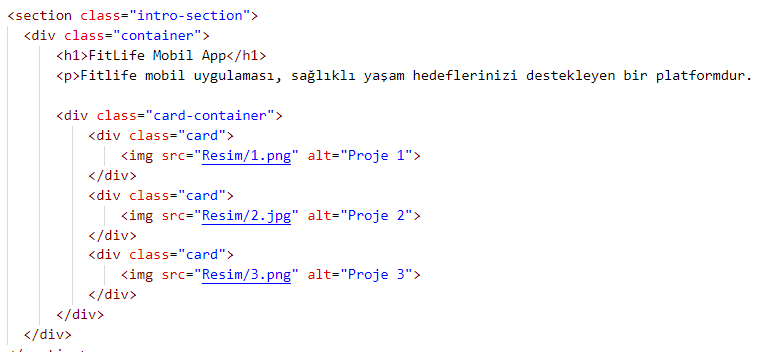 <section class="intro-section">
<div class="container">
<h1>FitLife Mobil App</h1>
<p>Fitlife mobil uygulaması, sağlıklı yaşam hedeflerinizi destekleyen bir platformdur.
<div class="card-container">
<div class="card">
<img src="Resim/1.png" alt="Proje 1">
</div>
<div class="card">
<img src="Resim/2.jpg" alt="Proje 2">
</div>
<div class="card">
<img src="Resim/3.png" alt="Proje 3">
</div>
</div>
</div>